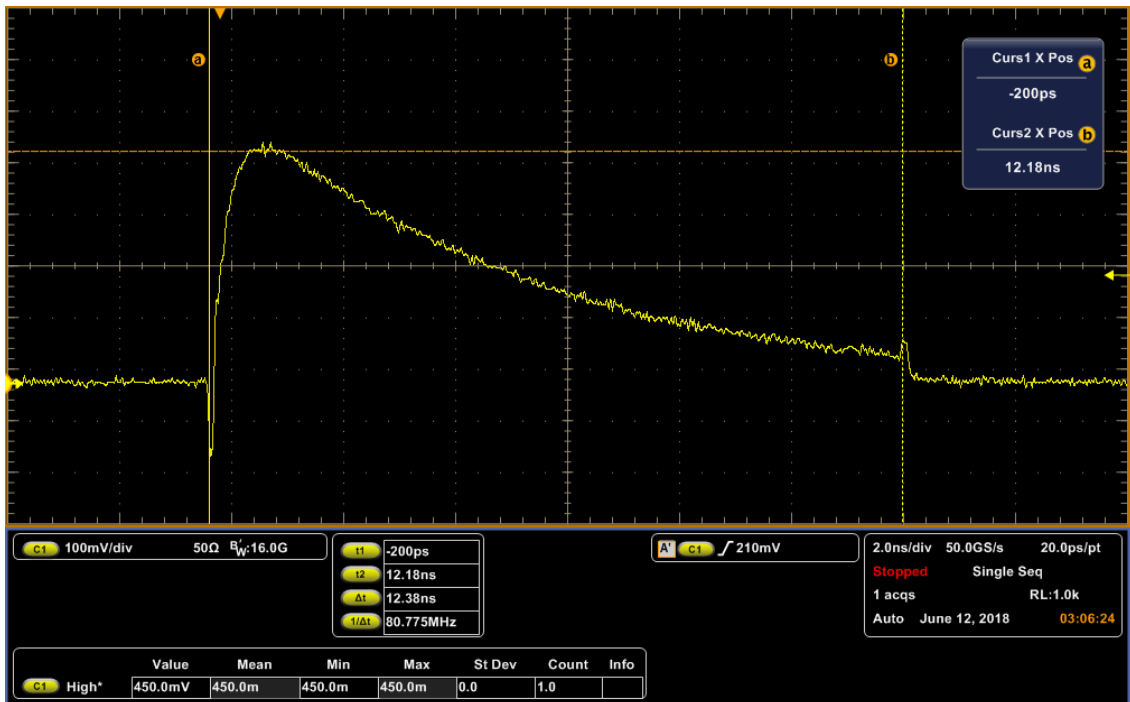 a
b
Curs1 X Pos a
-200ps
Curs2 X Pos b
12.18ns
C1 100mV/div 50Ω B'W:16.0G
t1 -200ps
t2 12.18ns
Δt 12.38ns
1/Δt 80.775MHz
A' C1 210mV
2.0ns/div 50.0GS/s 20.0ps/pt
Stopped Single Seq
1 acqs RL:1.0k
Auto June 12, 2018 03:06:24
Value Mean Min Max St Dev Count Info
C1 High* 450.0mV 450.0m 450.0m 450.0m 0.0 1.0